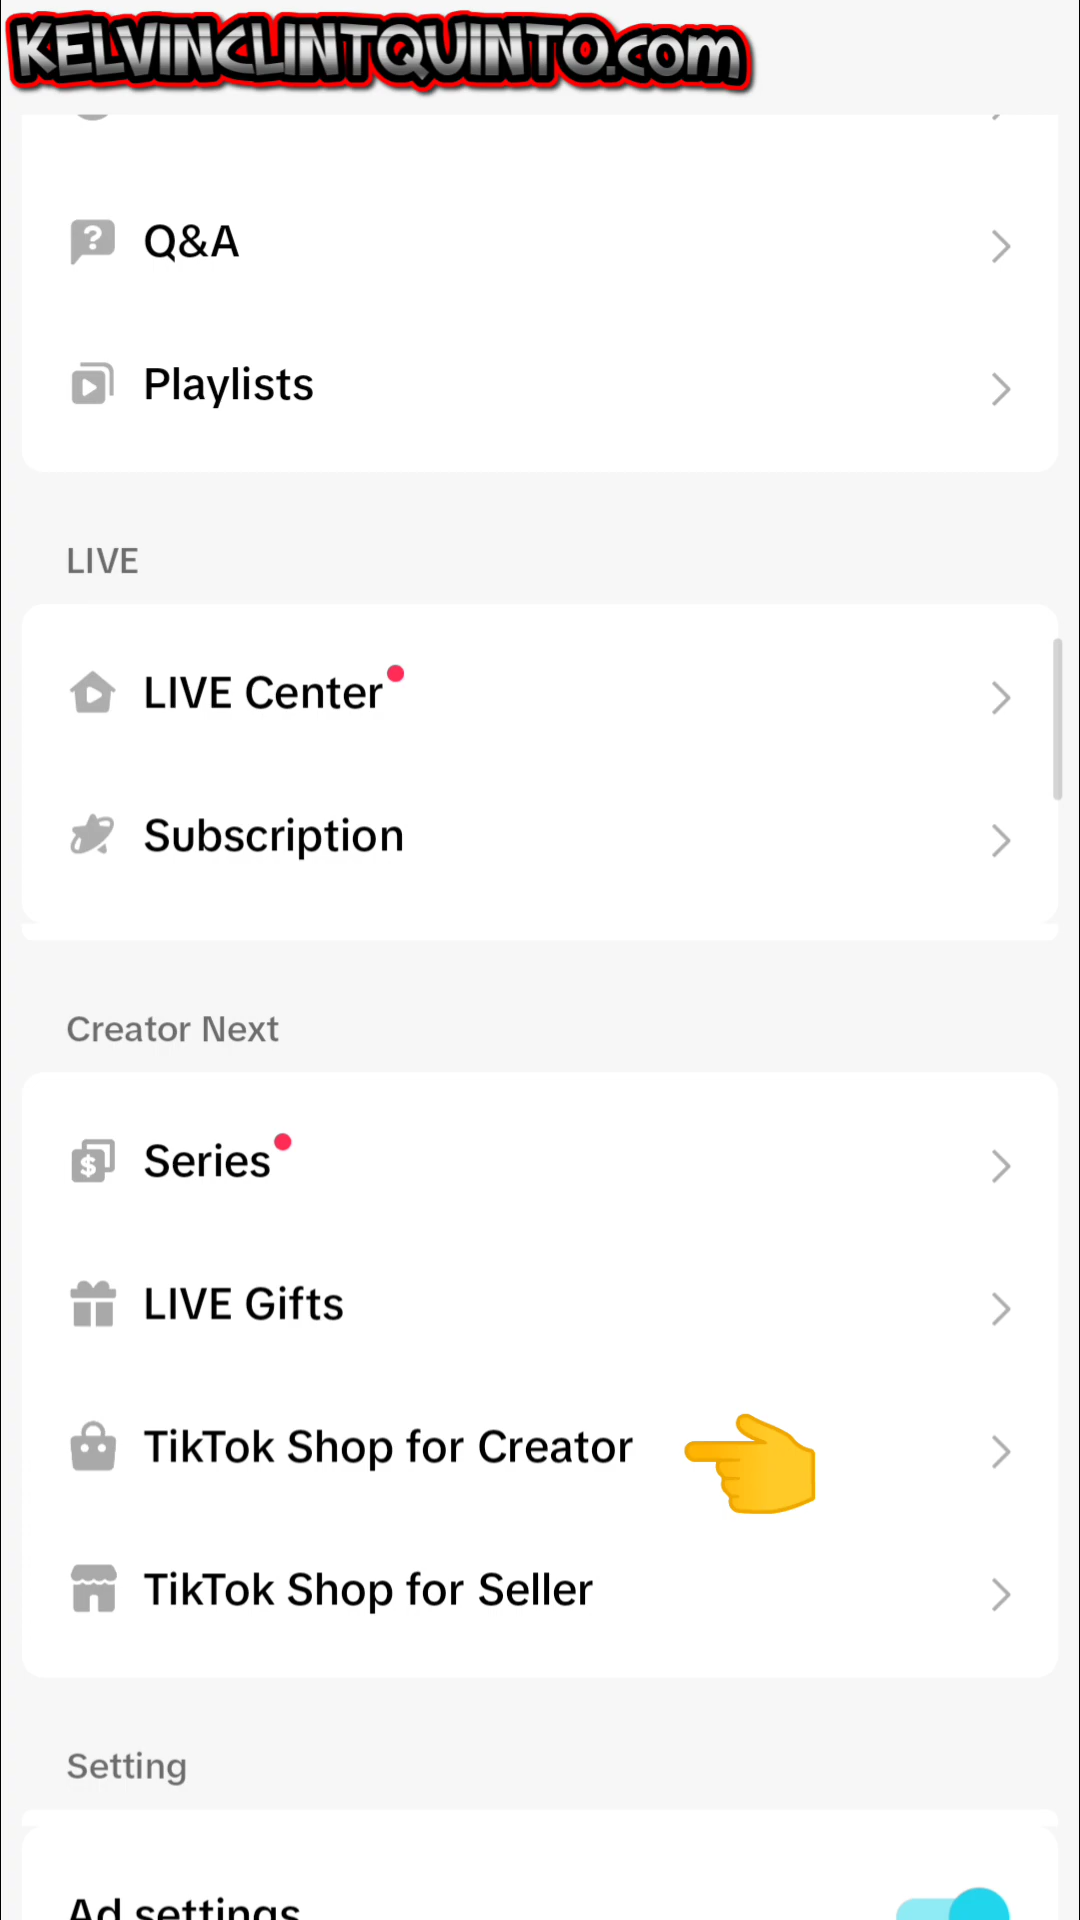 KELVINCLINTQUINTO.com
Q&A
Playlists
LIVE
LIVE Center
Subscription
Creator Next
Series
LIVE Gifts
TikTok Shop for Creator
TikTok Shop for Seller
Setting
Ad settings